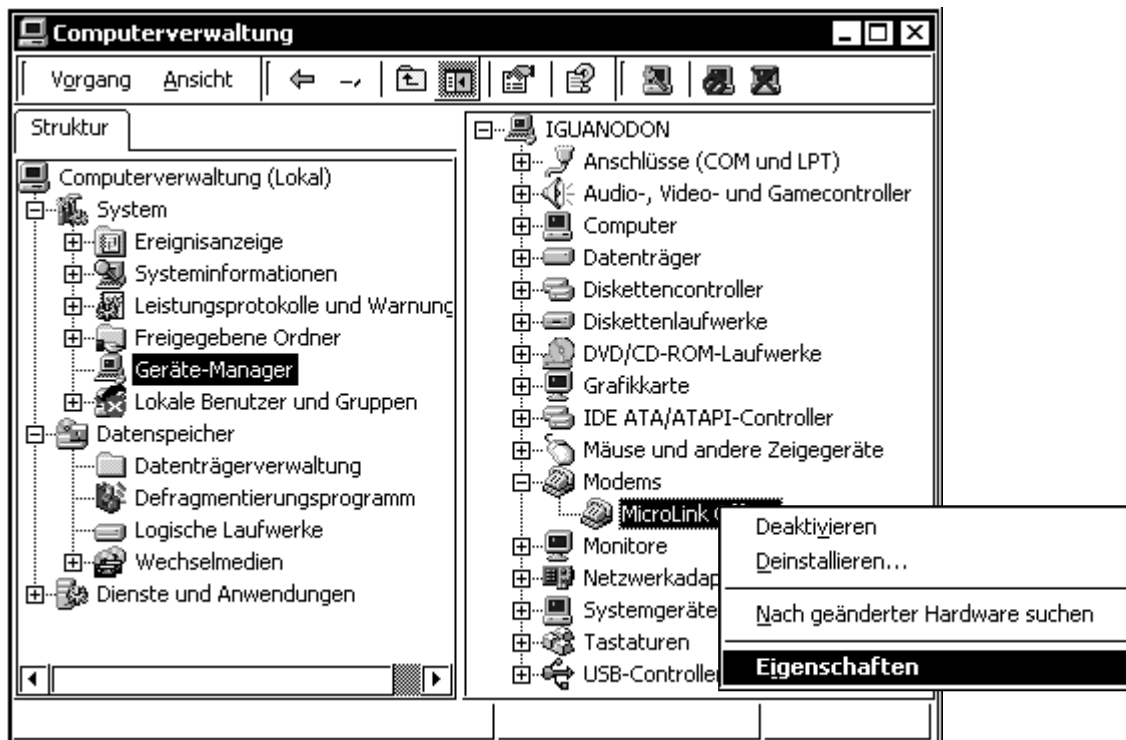 Computerverwaltung
Vorgang Ansicht
Struktur
Computerverwaltung (Lokal)
System
Ereignisanzeige
Systeminformationen
Leistungsprotokolle und Warnung
Freigegebene Ordner
Geräte-Manager
Lokale Benutzer und Gruppen
Datenspeicher
Datenträgerverwaltung
Defragmentierungsprogramm
Logische Laufwerke
Wechselmedien
Dienste und Anwendungen
IGUANODON
Anschlüsse (COM und LPT)
Audio-, Video- und Gamecontroller
Computer
Datenträger
Diskettencontroller
Diskettenlaufwerke
DVD/CD-ROM-Laufwerke
Grafikkarte
IDE ATA/ATAPI-Controller
Mäuse und andere Zeigegeräte
Modems
MicroLink
Monitore
Netzwerkadap
Systemgeräte
Tastaturen
USB-Controller
Deaktivieren
Deinstallieren...
Nach geänderter Hardware suchen
Eigenschaften